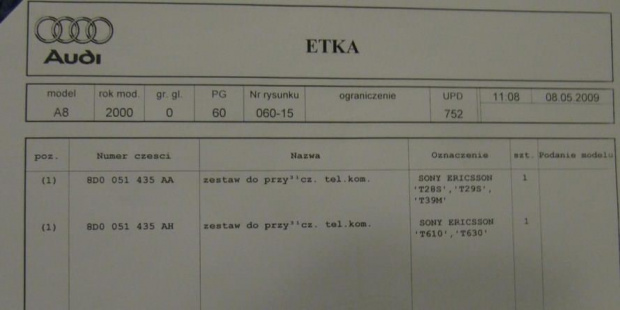 Audi
ETKA
model rok mod. gr. gl. PG Nr rysunku ograniczenie UPD 11:08 08.05.2009
A8 2000 0 60 060-15 752
poz. Numer czesci Nazwa Oznaczenie szt. Podanie modelu
(1) 8D0 051 435 AA zestaw do przy³'cz. tel.kom. SONY ERICSSON 1
'T28S','T29S',
'T39M'
(1) 8D0 051 435 AH zestaw do przy³'cz. tel.kom. SONY ERICSSON 1
'T610','T630'